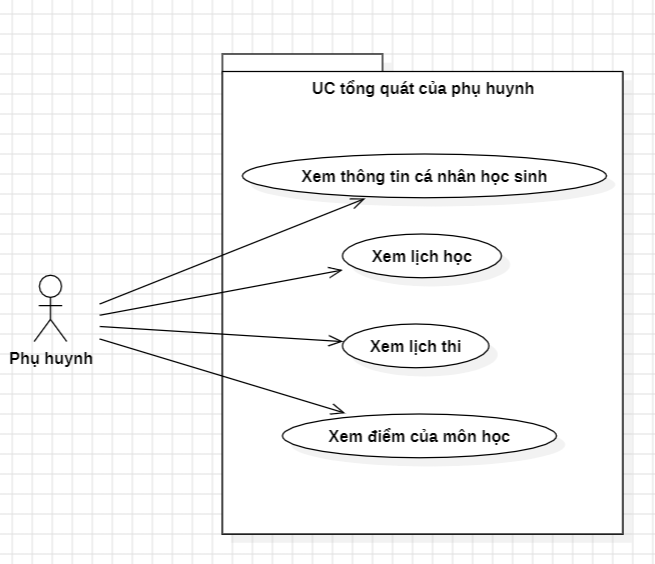 UC tổng quát của phụ huynh
Xem thông tin cá nhân học sinh
Xem lịch học
Xem lịch thi
Phụ huynh
Xem điểm của môn học